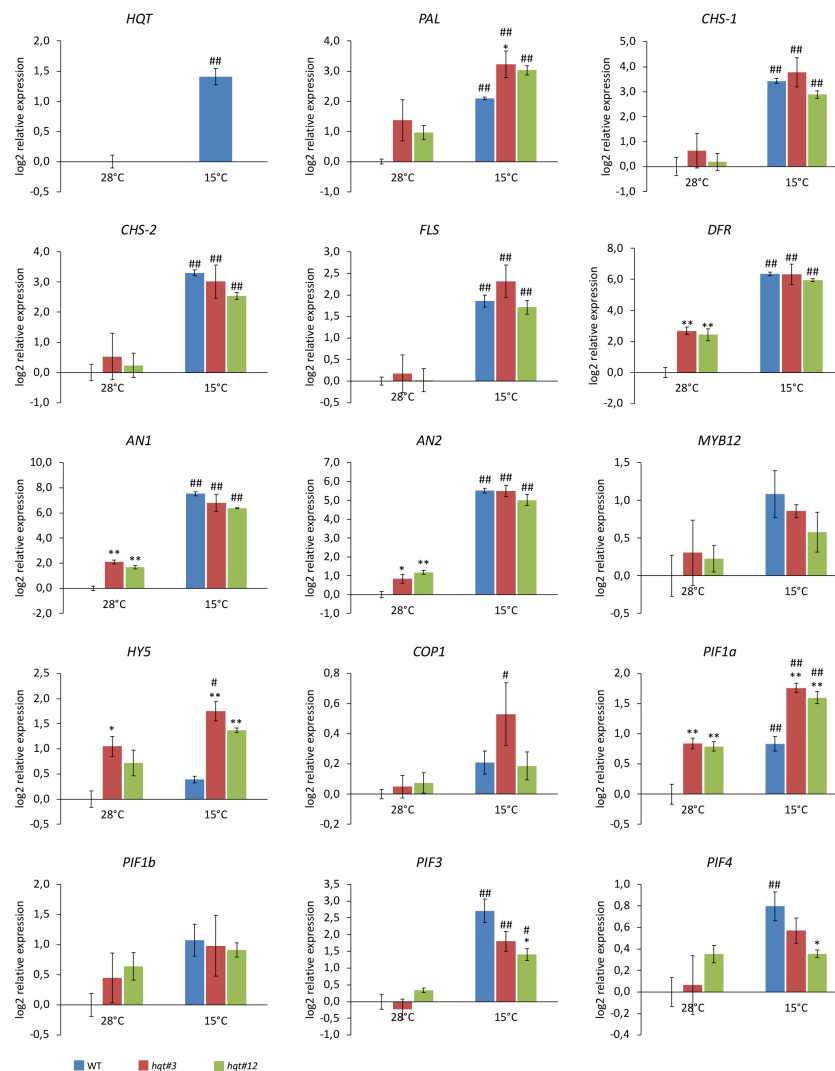 HQT
log2 relative expression
2,0
1,5
1,0
0,5
0,0
-0,5
##
28°C
15°C
PAL
log2 relative expression
5,0
4,0
3,0
2,0
1,0
0,0
-1,0
##
##
*
##
28°C
15°C
CHS-1
log2 relative expression
5,0
4,0
3,0
2,0
1,0
0,0
-1,0
##
##
##
28°C
15°C
CHS-2
log2 relative expression
4,0
3,0
2,0
1,0
0,0
-1,0
##
##
##
28°C
15°C
FLS
log2 relative expression
3,0
2,5
2,0
1,5
1,0
0,5
0,0
-0,5
##
##
##
28°C
15°C
DFR
log2 relative expression
8,0
6,0
4,0
2,0
0,0
-2,0
**
**
##
##
##
28°C
15°C
AN1
log2 relative expression
10,0
8,0
6,0
4,0
2,0
0,0
-2,0
**
**
##
##
##
28°C
15°C
AN2
log2 relative expression
7,0
6,0
5,0
4,0
3,0
2,0
1,0
0,0
-1,0
*
**
##
##
##
28°C
15°C
MYB12
log2 relative expression
1,5
1,0
0,5
0,0
-0,5
28°C
15°C
HY5
log2 relative expression
2,5
2,0
1,5
1,0
0,5
0,0
-0,5
*
#
**
**
28°C
15°C
COP1
log2 relative expression
0,8
0,6
0,4
0,2
0,0
-0,2
#
28°C
15°C
PIF1a
log2 relative expression
2,0
1,5
1,0
0,5
0,0
-0,5
**
**
##
##
**
##
**
28°C
15°C
PIF1b
log2 relative expression
2,0
1,5
1,0
0,5
0,0
-0,5
28°C
15°C
PIF3
log2 relative expression
3,5
3,0
2,5
2,0
1,5
1,0
0,5
0,0
-0,5
-1,0
##
##
#
*
28°C
15°C
PIF4
log2 relative expression
1,0
0,8
0,6
0,4
0,2
0,0
-0,2
-0,4
##
*
28°C
15°C
WT hqt#3 hqt#12